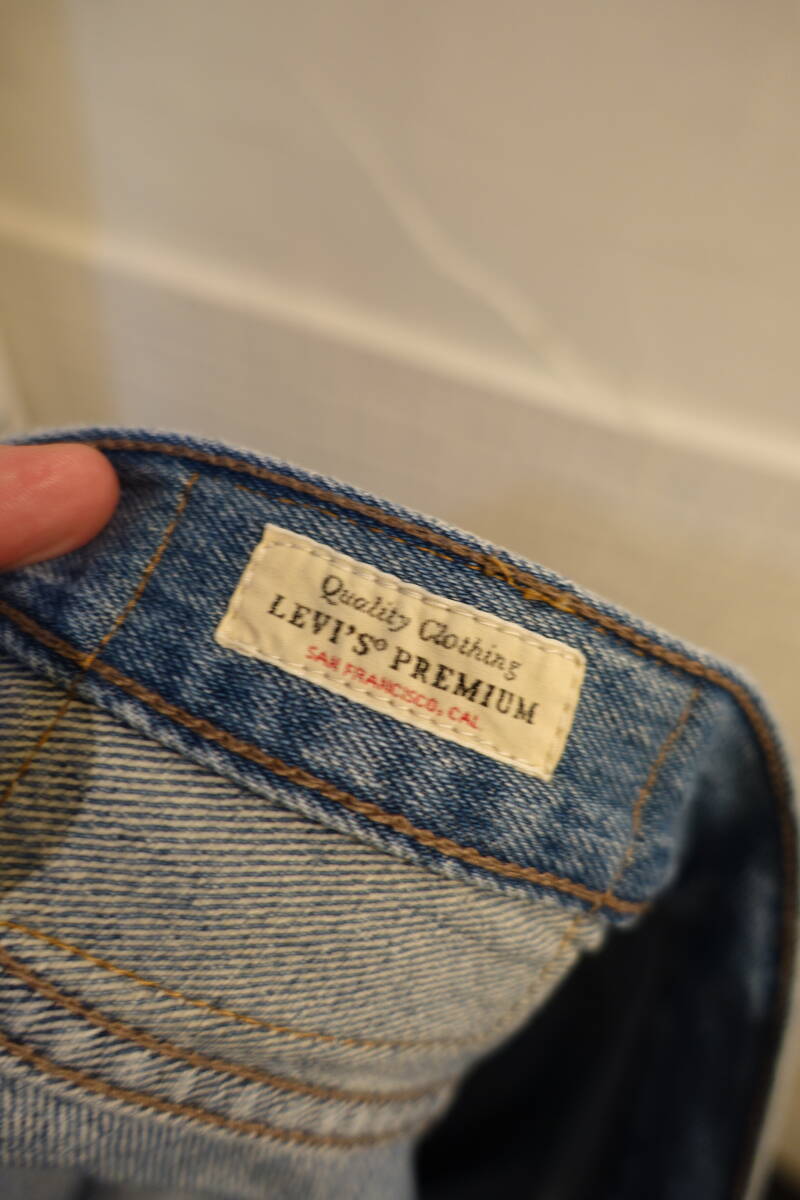 Quality Clothing
LEVI'S® PREMIUM
SAN FRANCISCO, CAL